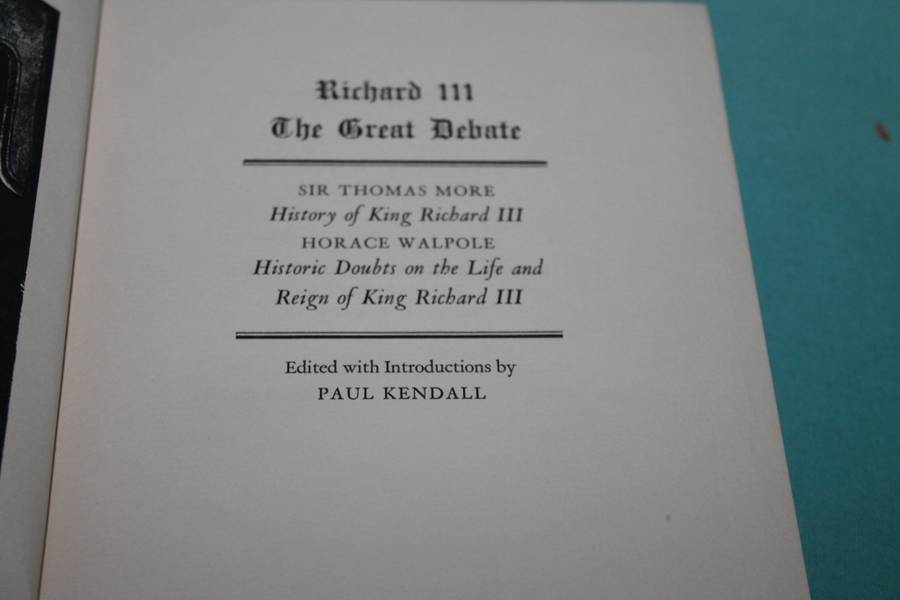 Richard III
The Great Debate
SIR THOMAS MORE
History of King Richard III
HORACE WALPOLE
Historic Doubts on the Life and
Reign of King Richard III
Edited with Introductions by
PAUL KENDALL